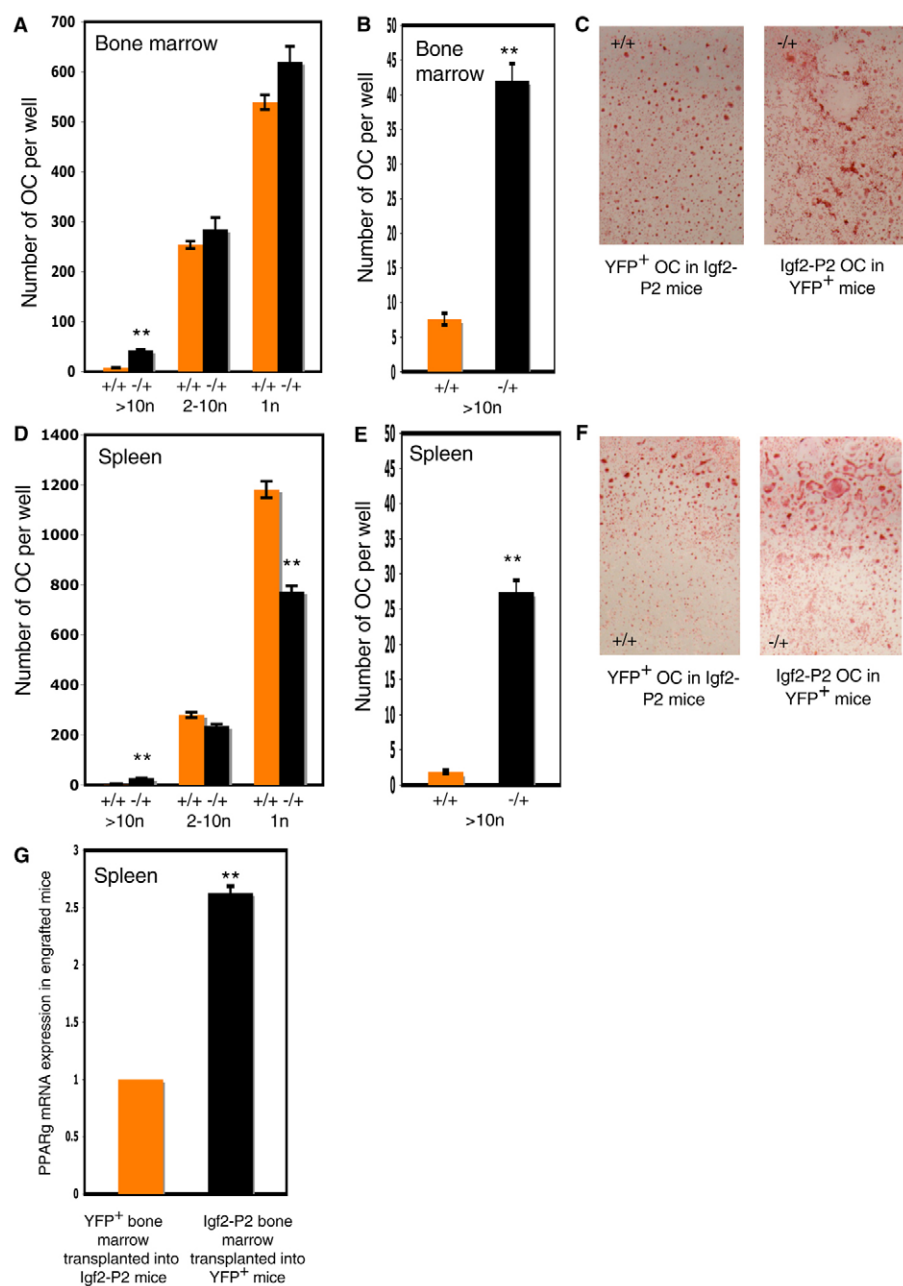 A
Bone marrow
Number of OC per well
700
600
500
400
300
200
100
0
**
+/+ -/+ +/+ -/+ +/+ -/+
>10n 2-10n 1n
B
Bone
marrow
Number of OC per well
50
45
40
35
30
25
20
15
10
5
0
**
+/+ -/+
>10n
C
+/+
-/+
YFP+ OC in Igf2-
P2 mice
Igf2-P2 OC in
YFP+ mice
D
Spleen
Number of OC per well
1400
1200
1000
800
600
400
200
0
**
**
+/+ -/+ +/+ -/+ +/+ -/+
>10n 2-10n 1n
E
Spleen
Number of OC per well
50
45
40
35
30
25
20
15
10
5
0
**
+/+ -/+
>10n
F
+/+
-/+
YFP+ OC in Igf2-
P2 mice
Igf2-P2 OC in
YFP+ mice
G
Spleen
PPARg mRNA expression in engrafted mice
3
2.5
2
1.5
1
0.5
0
**
YFP+ bone
marrow
transplanted into
Igf2-P2 mice
Igf2-P2 bone
marrow
transplanted into
YFP+ mice